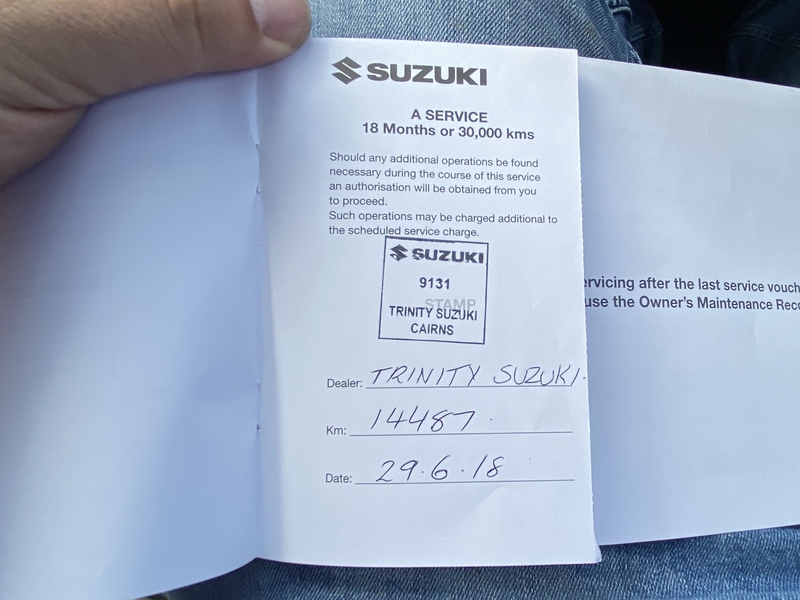 SUZUKI
A SERVICE
18 Months or 30,000 kms
Should any additional operations be found
necessary during the course of this service
an authorisation will be obtained from you
to proceed.
Such operations may be charged additional to
the scheduled service charge.
SUZUKI
9131
STAMP
TRINITY SUZUKI
CAIRNS
Dealer: TRINITY SUZUKI.
Km: 14487.
Date: 29.6.18
after the last service
use the Owner's Maintenance